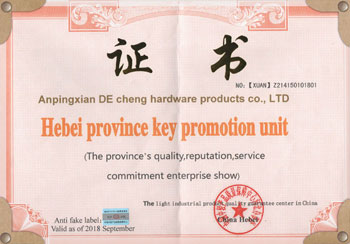 证书
NO:【XUAN】Z214150101801
Anpingxian DE cheng hardware products co., LTD
Hebei province key promotion unit
(The province's quality,reputation,service
commitment enterprise show)
The light industrial product quality guarantee center in China
China Hebei
Anti fake label:
Valid as of 2018 September